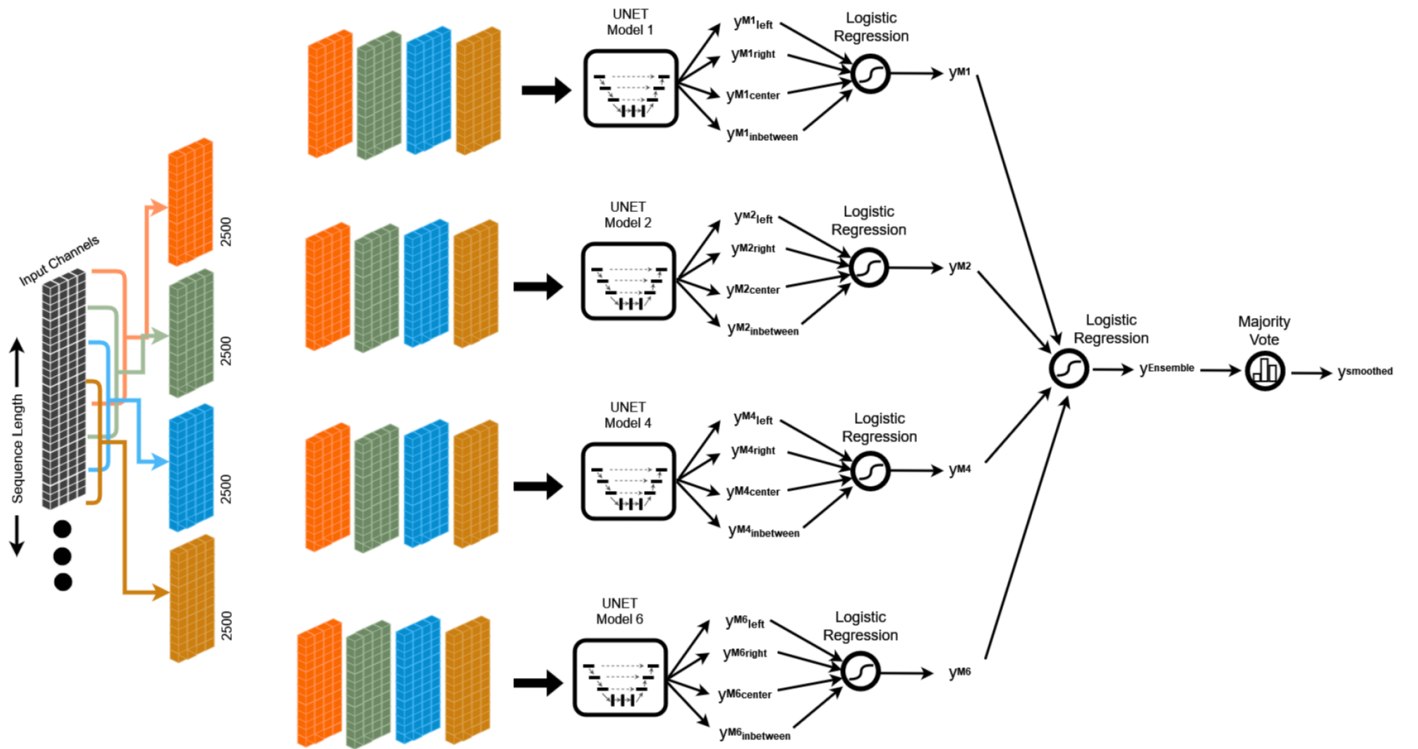 Input Channels
Sequence Length
2500
2500
2500
2500
UNET
Model 1
yM1left
yM1right
yM1center
yM1inbetween
Logistic
Regression
yM1
UNET
Model 2
yM2left
yM2right
yM2center
yM2inbetween
Logistic
Regression
yM2
UNET
Model 4
yM4left
yM4right
yM4center
yM4inbetween
Logistic
Regression
yM4
UNET
Model 6
yM6left
yM6right
yM6center
yM6inbetween
Logistic
Regression
yM6
Logistic
Regression
yEnsemble
Majority
Vote
ysmoothed